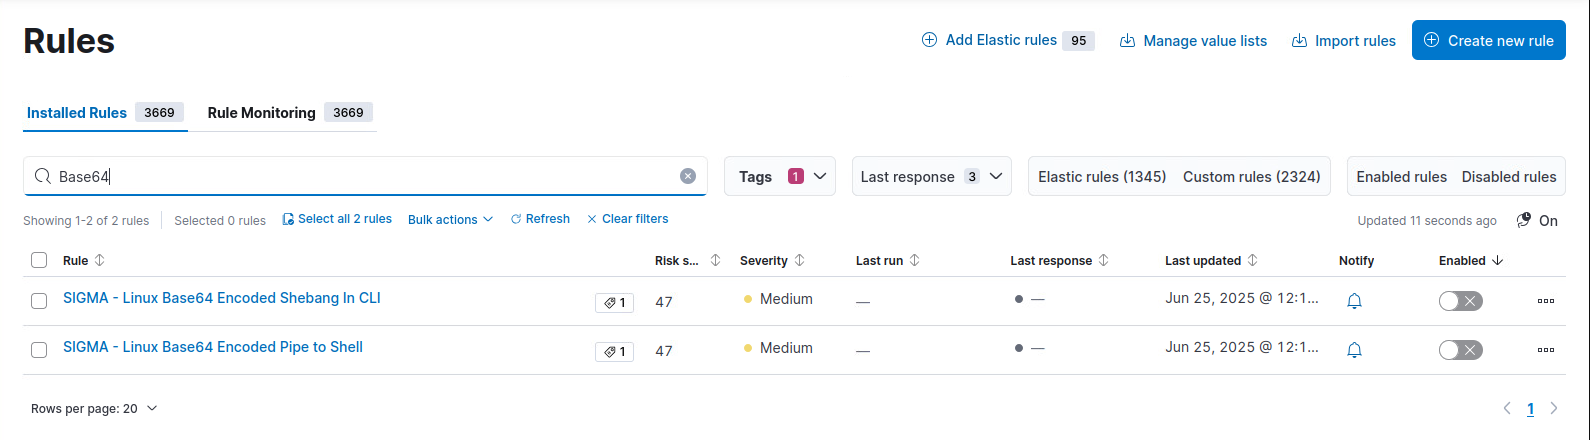 Rules
Add Elastic rules 95 Manage value lists Import rules Create new rule
Installed Rules 3669 Rule Monitoring 3669
Base64 Tags 1 Last response 3 Elastic rules (1345) Custom rules (2324) Enabled rules Disabled rules
Showing 1-2 of 2 rules Selected 0 rules Select all 2 rules Bulk actions Refresh Clear filters Updated 11 seconds ago On
Rule Risk s... Severity Last run Last response Last updated Notify Enabled
SIGMA - Linux Base64 Encoded Shebang In CLI 1 47 Medium — — Jun 25, 2025 @ 12:1...
SIGMA - Linux Base64 Encoded Pipe to Shell 1 47 Medium — — Jun 25, 2025 @ 12:1...
Rows per page: 20 1